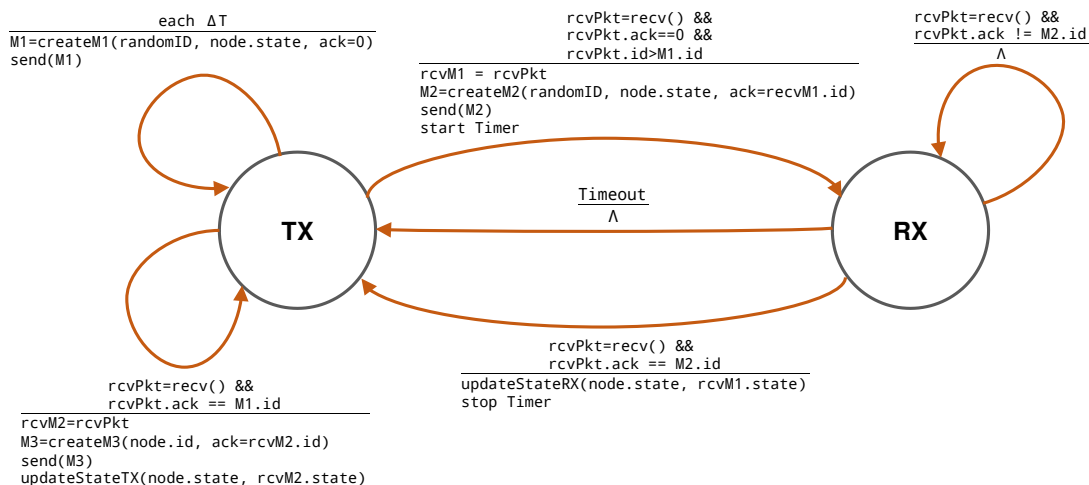 each ΔT
M1=createM1(randomID, node.state, ack=0)
send(M1)
rcvPkt=recv() &&
rcvPkt.ack==0 &&
rcvPkt.id>M1.id
rcvM1 = rcvPkt
M2=createM2(randomID, node.state, ack=recvM1.id)
send(M2)
start Timer
rcvPkt=recv() &&
rcvPkt.ack != M2.id
Λ
TX
Timeout
Λ
RX
rcvPkt=recv() &&
rcvPkt.ack == M1.id
rcvM2=rcvPkt
M3=createM3(node.id, ack=rcvM2.id)
send(M3)
updateStateTX(node.state, rcvM2.state)
rcvPkt=recv() &&
rcvPkt.ack == M2.id
updateStateRX(node.state, rcvM1.state)
stop Timer